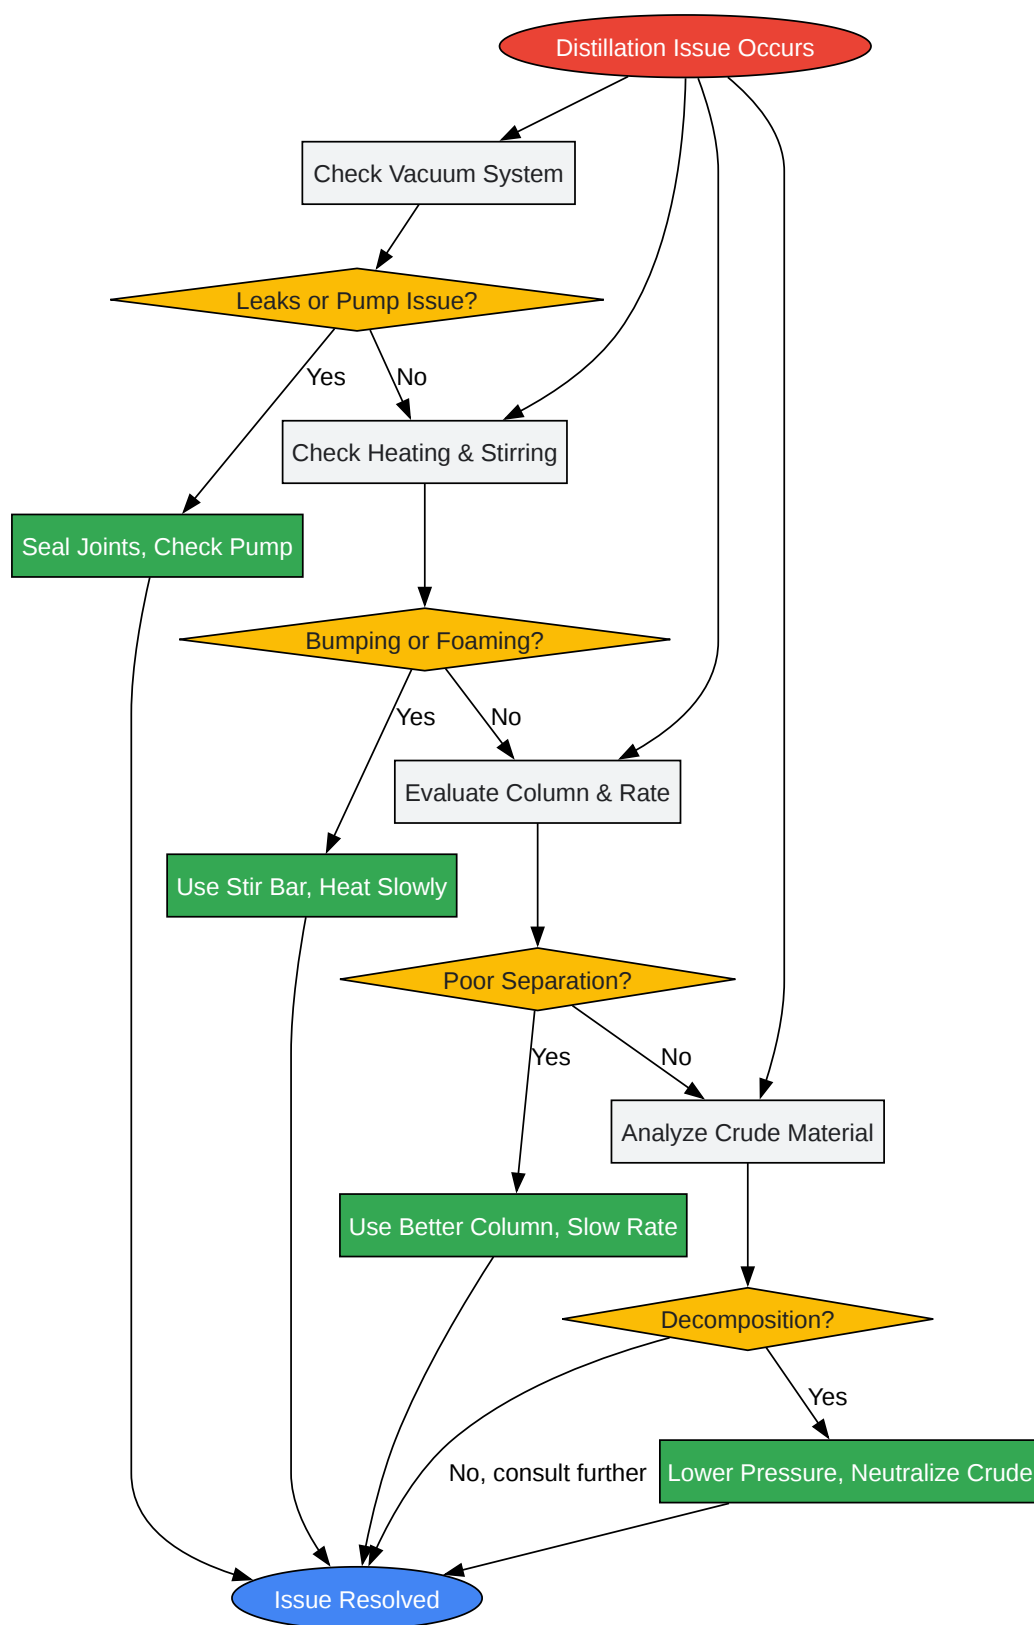 Distillation Issue Occurs
Check Vacuum System
Leaks or Pump Issue?
Yes
No
Check Heating & Stirring
Seal Joints, Check Pump
Bumping or Foaming?
Yes
No
Evaluate Column & Rate
Use Stir Bar, Heat Slowly
Poor Separation?
Yes
No
Analyze Crude Material
Use Better Column, Slow Rate
Decomposition?
Yes
No, consult further
Lower Pressure, Neutralize Crude
Issue Resolved